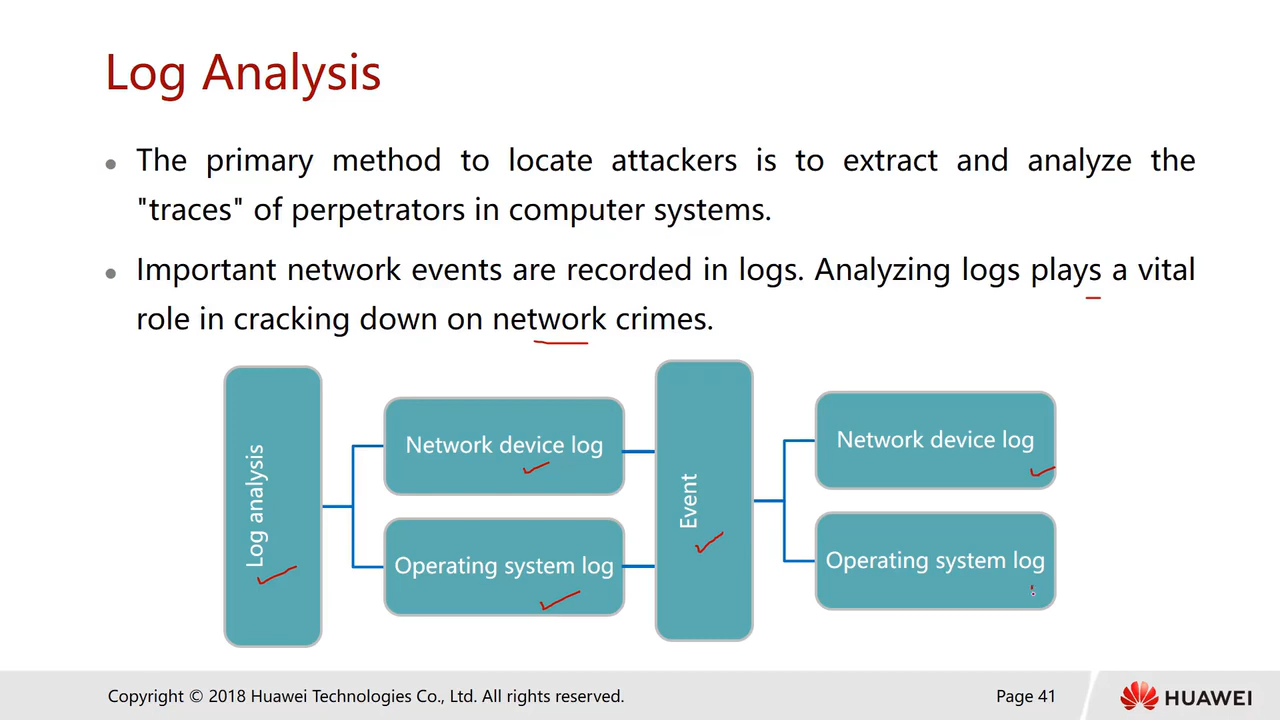 Log Analysis
The primary method to locate attackers is to extract and analyze the
"traces" of perpetrators in computer systems.
Important network events are recorded in logs. Analyzing logs plays a vital
role in cracking down on network crimes.
Log analysis
Network device log
Operating system log
Event
Network device log
Operating system log
Copyright © 2018 Huawei Technologies Co., Ltd. All rights reserved.
Page 41
HUAWEI